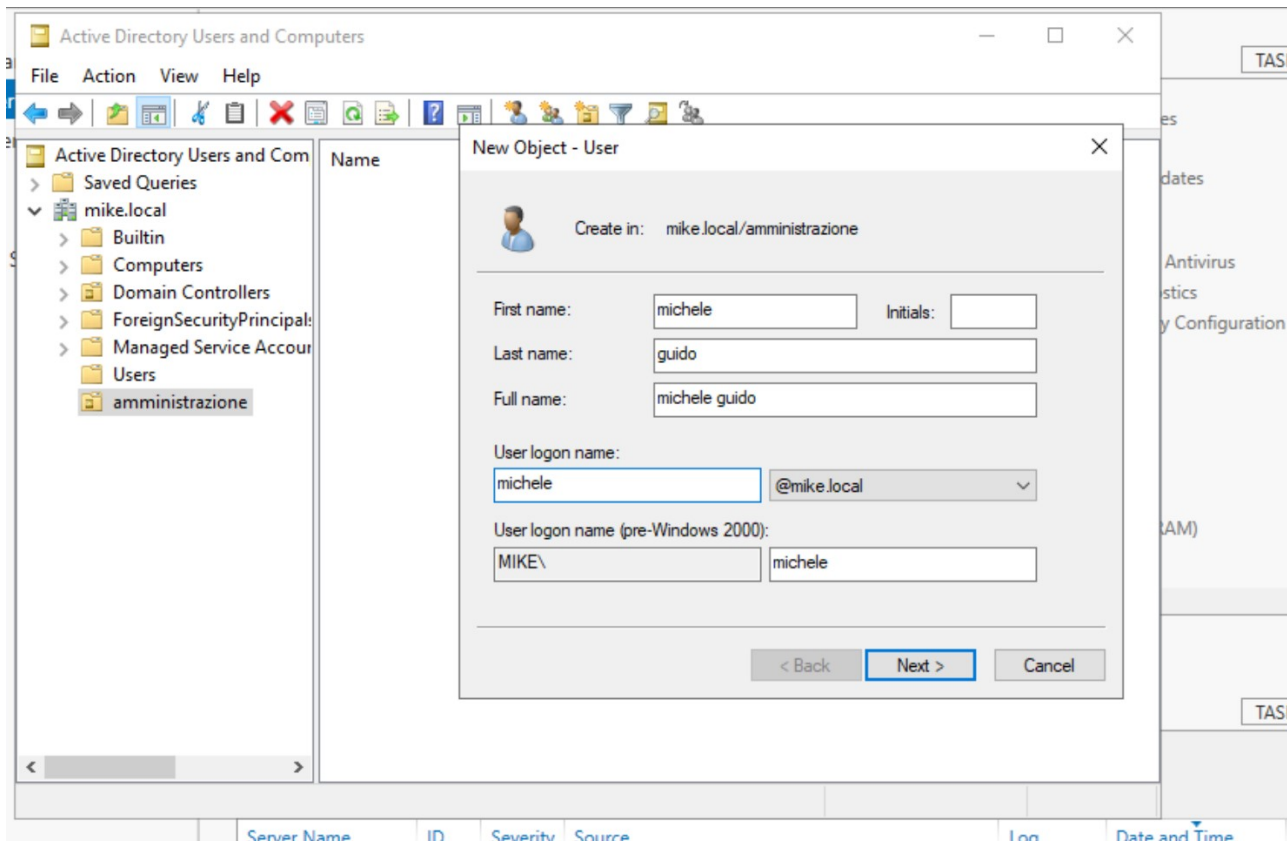 Active Directory Users and Computers
TAS
File Action View Help
Active Directory Users and Com
Name
Saved Queries
mike.local
Builtin
Computers
Domain Controllers
ForeignSecurityPrincipal
Managed Service Accour
Users
amministrazione
New Object - User
Create in: mike.local/amministrazione
First name: michele Initials:
Last name: guido
Full name: michele guido
User logon name:
michele @mike.local
User logon name (pre-Windows 2000):
MIKE\ michele
< Back Next > Cancel
es
dates
Antivirus
stics
y Configuration
RAM)
TAS
Server Name ID Severity Source Log Date and Time